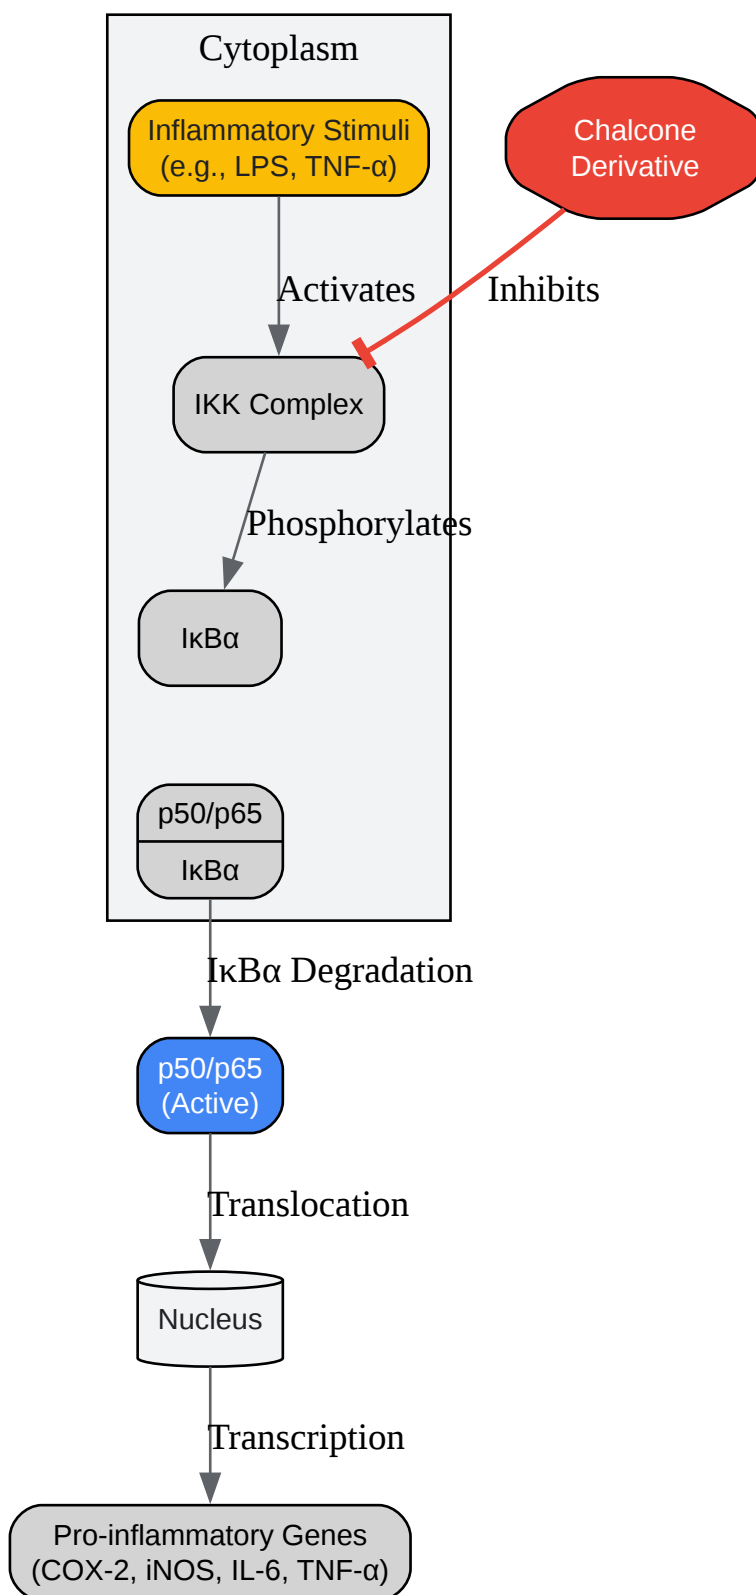 Cytoplasm
Inflammatory Stimuli
(e.g., LPS, TNF-α)
Chalcone
Derivative
Activates
Inhibits
IKK Complex
Phosphorylates
IκBα
p50/p65
IκBα
IκBα Degradation
p50/p65
(Active)
Translocation
Nucleus
Transcription
Pro-inflammatory Genes
(COX-2, iNOS, IL-6, TNF-α)